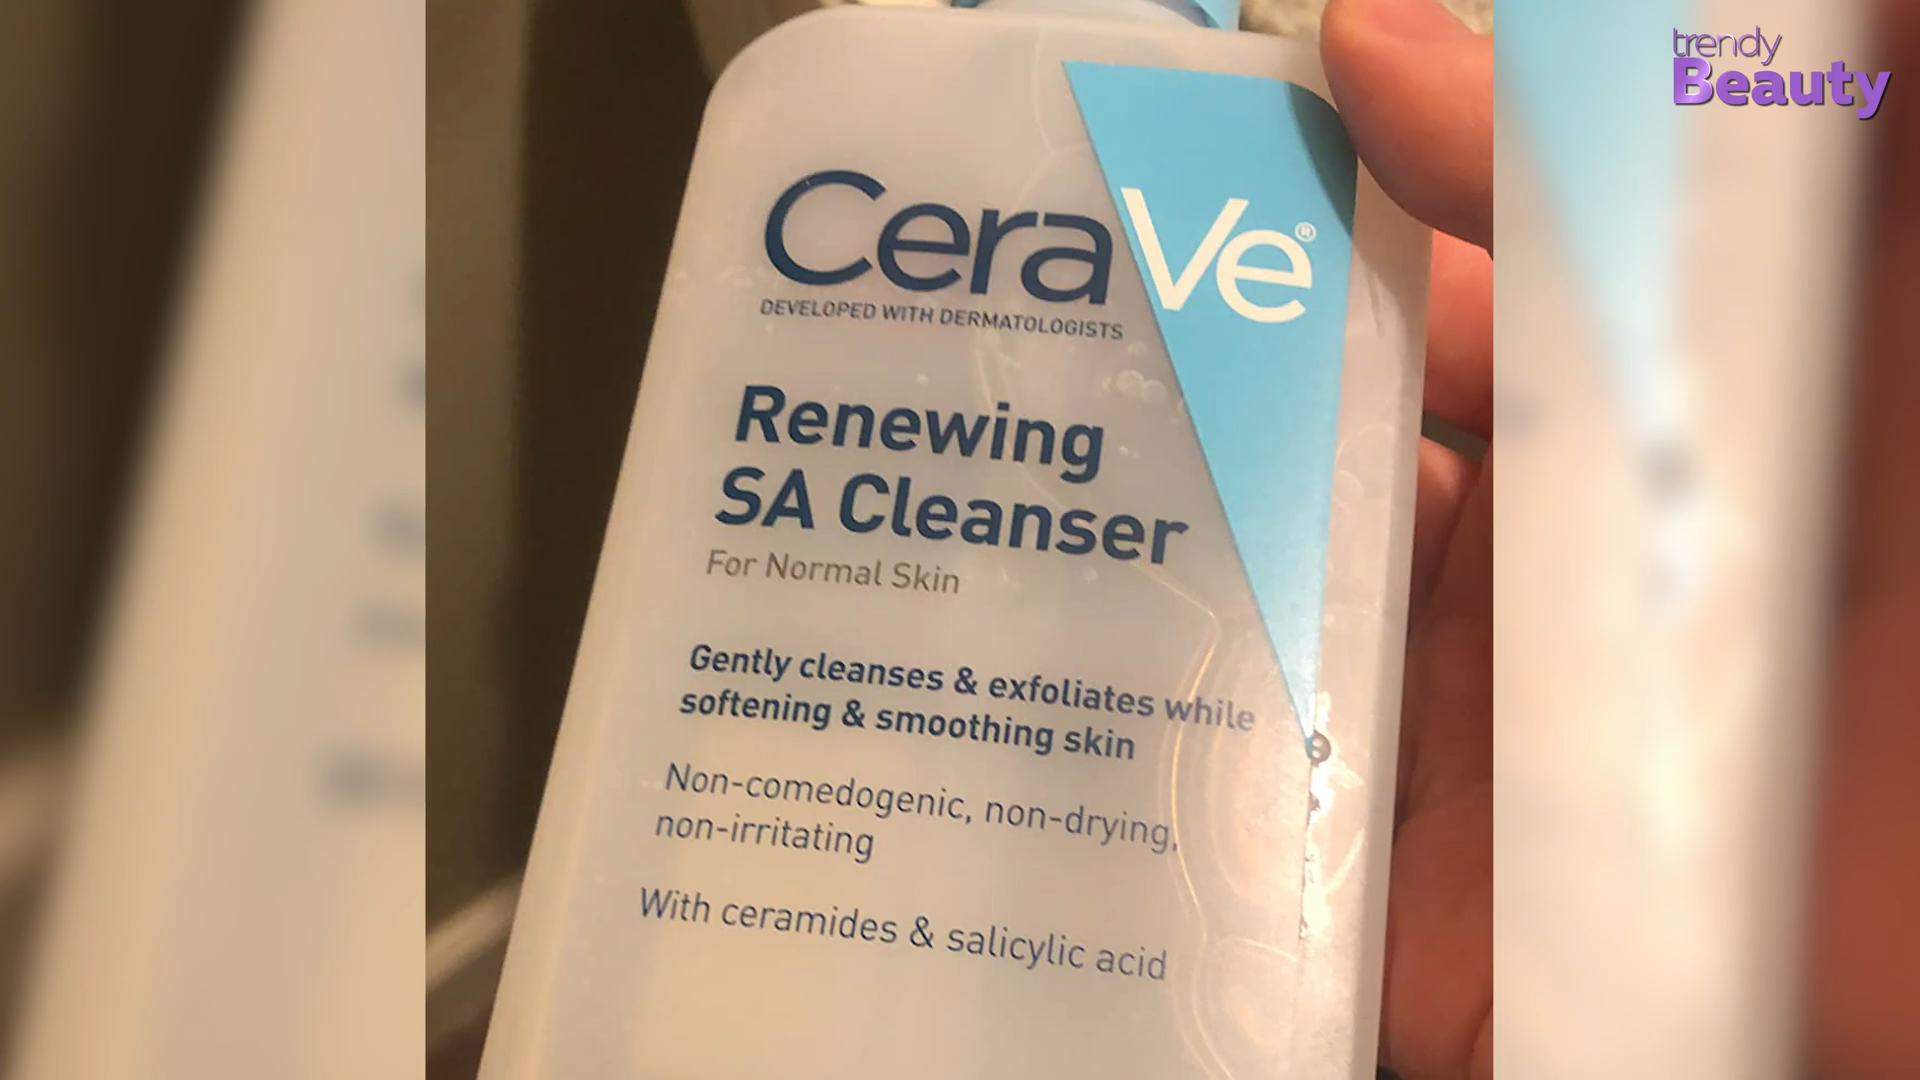 trendy
Beauty
CeraVe®
DEVELOPED WITH DERMATOLOGISTS
Renewing
SA Cleanser
For Normal Skin
Gently cleanses & exfoliates while
softening & smoothing skin
Non-comedogenic, non-drying,
non-irritating
With ceramides & salicylic acid